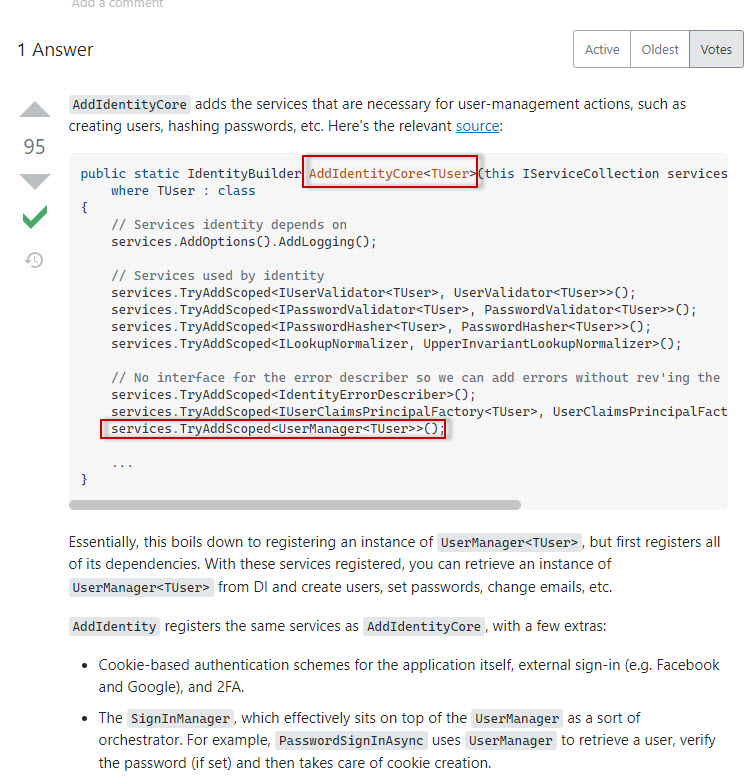 Add a comment
1 Answer
Active Oldest Votes
AddIdentityCore adds the services that are necessary for user-management actions, such as
95
creating users, hashing passwords, etc. Here's the relevant source:
public static IdentityBuilder AddIdentityCore<TUser>(this IServiceCollection services
    where TUser : class
{
    // Services identity depends on
    services.AddOptions().AddLogging();
    // Services used by identity
    services.TryAddScoped<IUserValidator<TUser>, UserValidator<TUser>>();
    services.TryAddScoped<IPasswordValidator<TUser>, PasswordValidator<TUser>>();
    services.TryAddScoped<IPasswordHasher<TUser>, PasswordHasher<TUser>>();
    services.TryAddScoped<ILookupNormalizer, UpperInvariantLookupNormalizer>();
    // No interface for the error describer so we can add errors without rev'ing the
    services.TryAddScoped<IdentityErrorDescriber>();
    services.TryAddScoped<IUserClaimsPrincipalFactory<TUser>, UserClaimsPrincipalFact
    services.TryAddScoped<UserManager<TUser>>();
    ...
}
Essentially, this boils down to registering an instance of UserManager<TUser>, but first registers all
of its dependencies. With these services registered, you can retrieve an instance of
UserManager<TUser> from DI and create users, set passwords, change emails, etc.
AddIdentity registers the same services as AddIdentityCore, with a few extras:
• Cookie-based authentication schemes for the application itself, external sign-in (e.g. Facebook
and Google), and 2FA.
• The SignInManager, which effectively sits on top of the UserManager as a sort of
orchestrator. For example, PasswordSignInAsync uses UserManager to retrieve a user, verify
the password (if set) and then takes care of cookie creation.